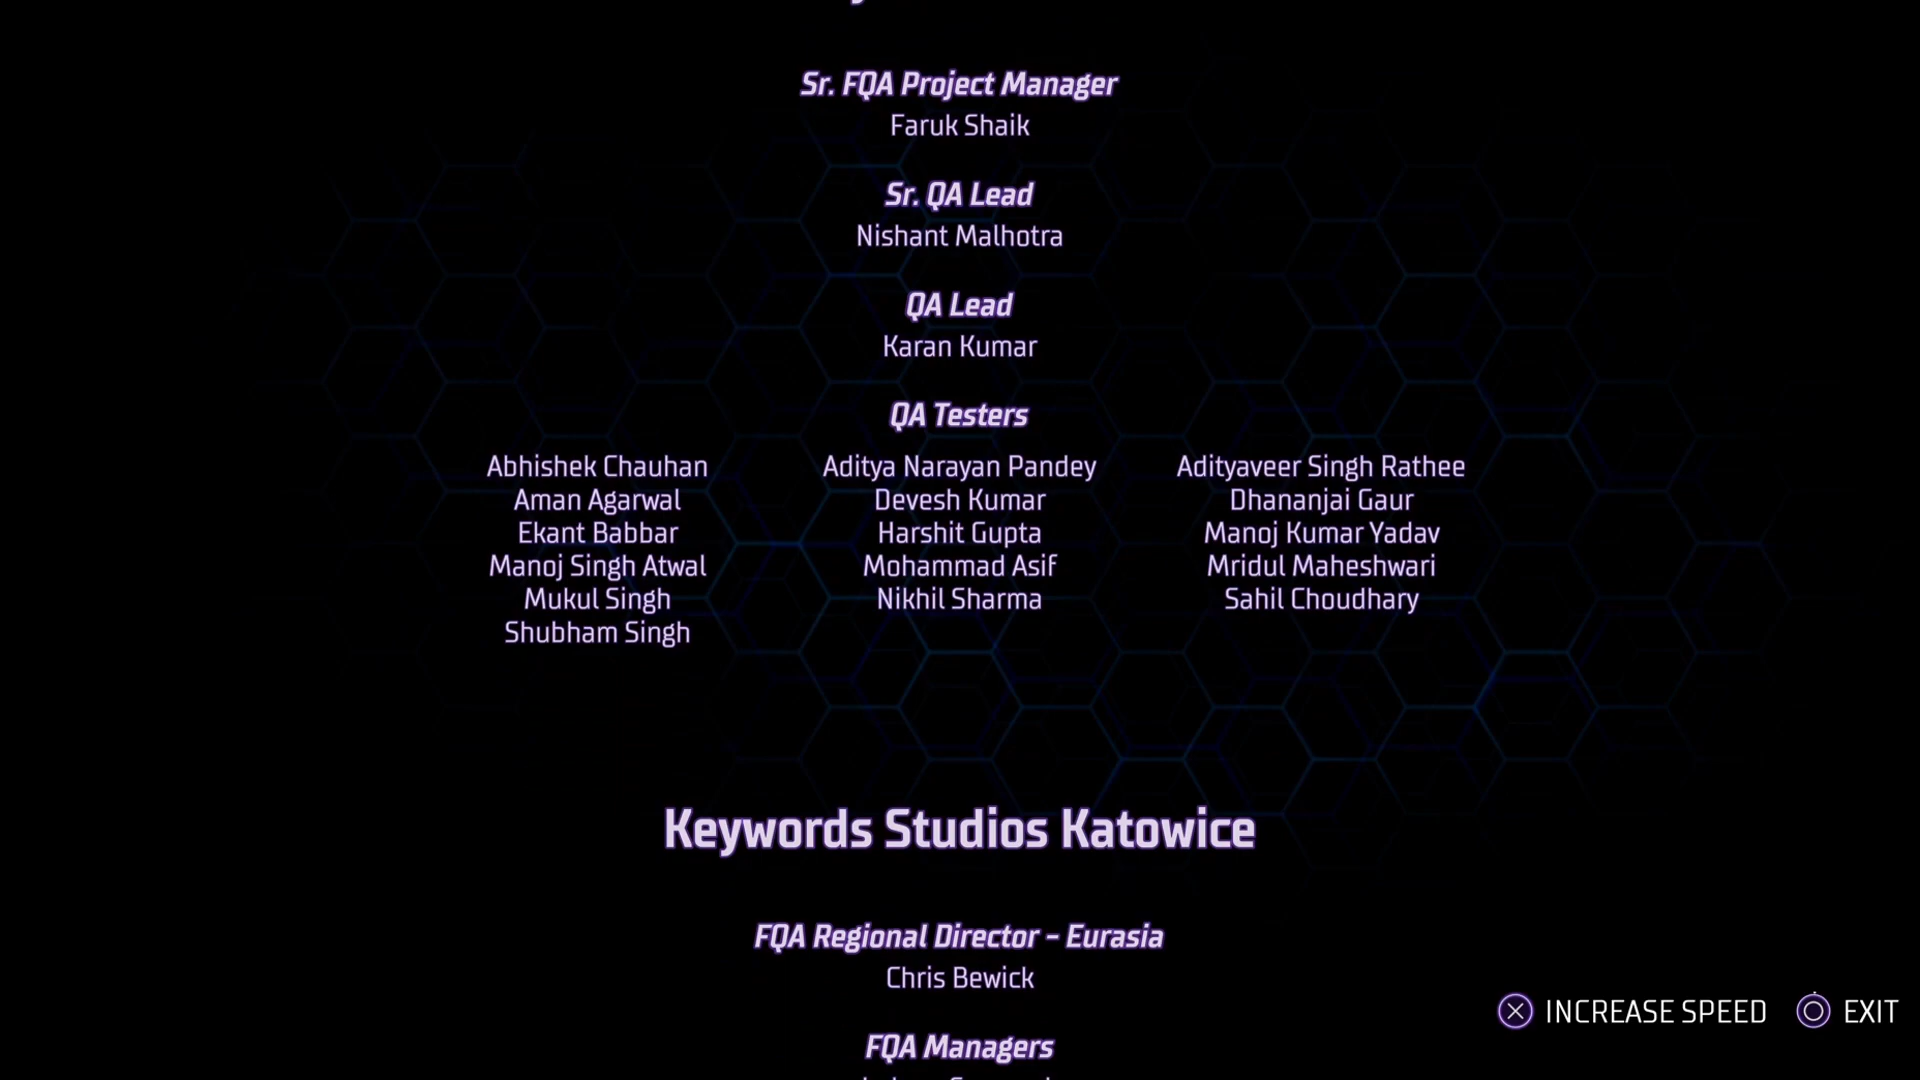 Sr. FQA Project Manager
Faruk Shaik
Sr. QA Lead
Nishant Malhotra
QA Lead
Karan Kumar
QA Testers
Abhishek Chauhan Aditya Narayan Pandey Adityaveer Singh Rathee
Aman Agarwal Devesh Kumar Dhananjai Gaur
Ekant Babbar Harshit Gupta Manoj Kumar Yadav
Manoj Singh Atwal Mohammad Asif Mridul Maheshwari
Mukul Singh Nikhil Sharma Sahil Choudhary
Shubham Singh
Keywords Studios Katowice
FQA Regional Director - Eurasia
Chris Bewick
FQA Managers
INCREASE SPEED EXIT